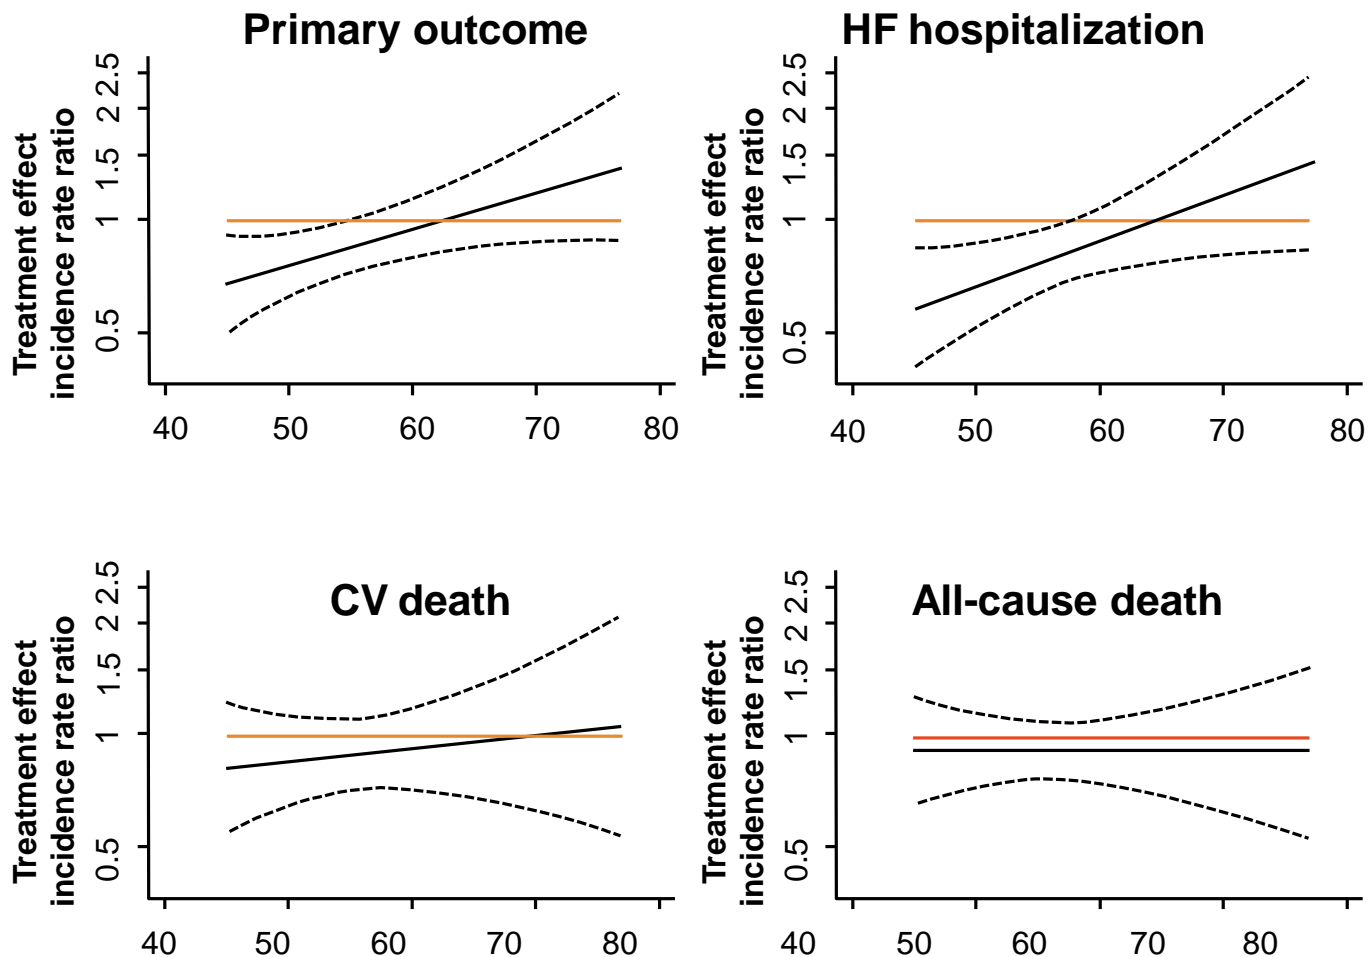 Primary outcome
Treatment effect
incidence rate ratio
2.5
2
1.5
1
0.5
40 50 60 70 80
HF hospitalization
Treatment effect
incidence rate ratio
2.5
2
1.5
1
0.5
40 50 60 70 80
CV death
Treatment effect
incidence rate ratio
2.5
2
1.5
1
0.5
40 50 60 70 80
All-cause death
Treatment effect
incidence rate ratio
2.5
2
1.5
1
0.5
40 50 60 70 80